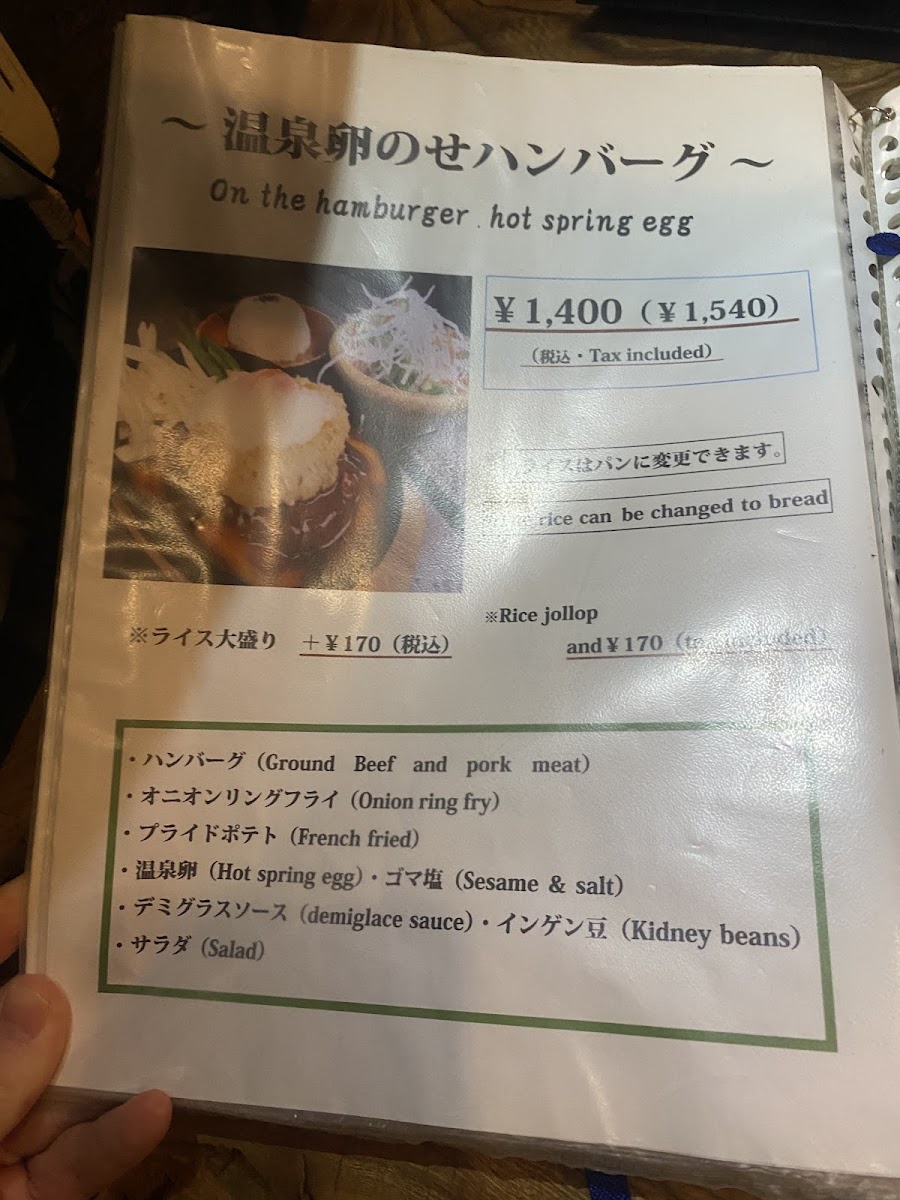 ～ 温泉卵のせハンバーグ ～
On the hamburger . hot spring egg
￥1,400（￥1,540）
（税込・Tax included）
イスはパンに変更できます。
rice can be changed to bread
※ライス大盛り ＋￥170（税込）
※Rice jollop
and￥170
・ハンバーグ（Ground Beef and pork meat）
・オニオンリングフライ（Onion ring fry）
・プライドポテト（French fried）
・温泉卵（Hot spring egg）・ゴマ塩（Sesame & salt）
・デミグラスソース（demiglace sauce）・インゲン豆（Kidney beans）
・サラダ（Salad）